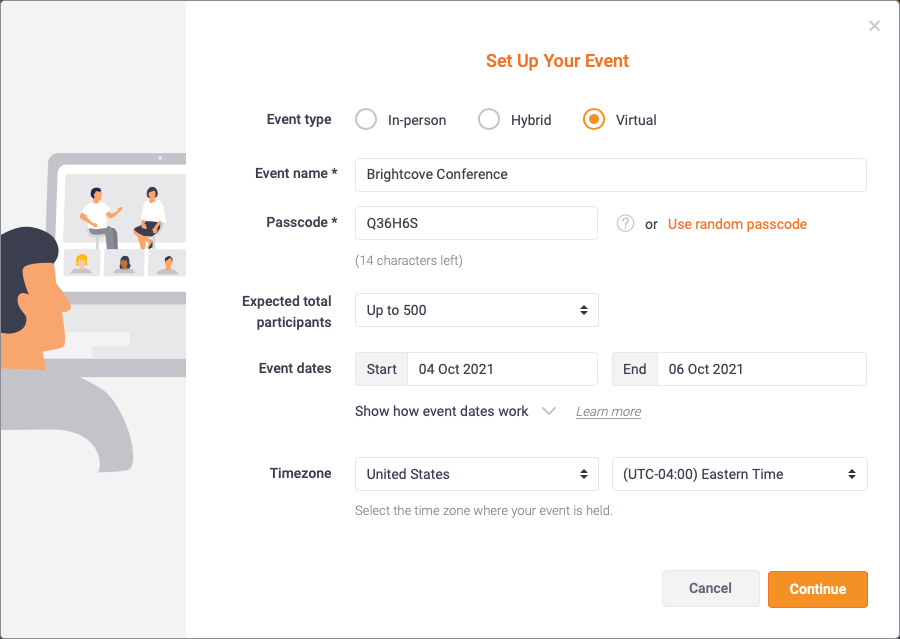 Set Up Your Event
Event type In-person Hybrid Virtual
Event name * Brightcove Conference
Passcode * Q36H6S ? or Use random passcode
(14 characters left)
Expected total
participants Up to 500
Event dates Start 04 Oct 2021 End 06 Oct 2021
Show how event dates work Learn more
Timezone United States (UTC-04:00) Eastern Time
Select the time zone where your event is held.
Cancel Continue